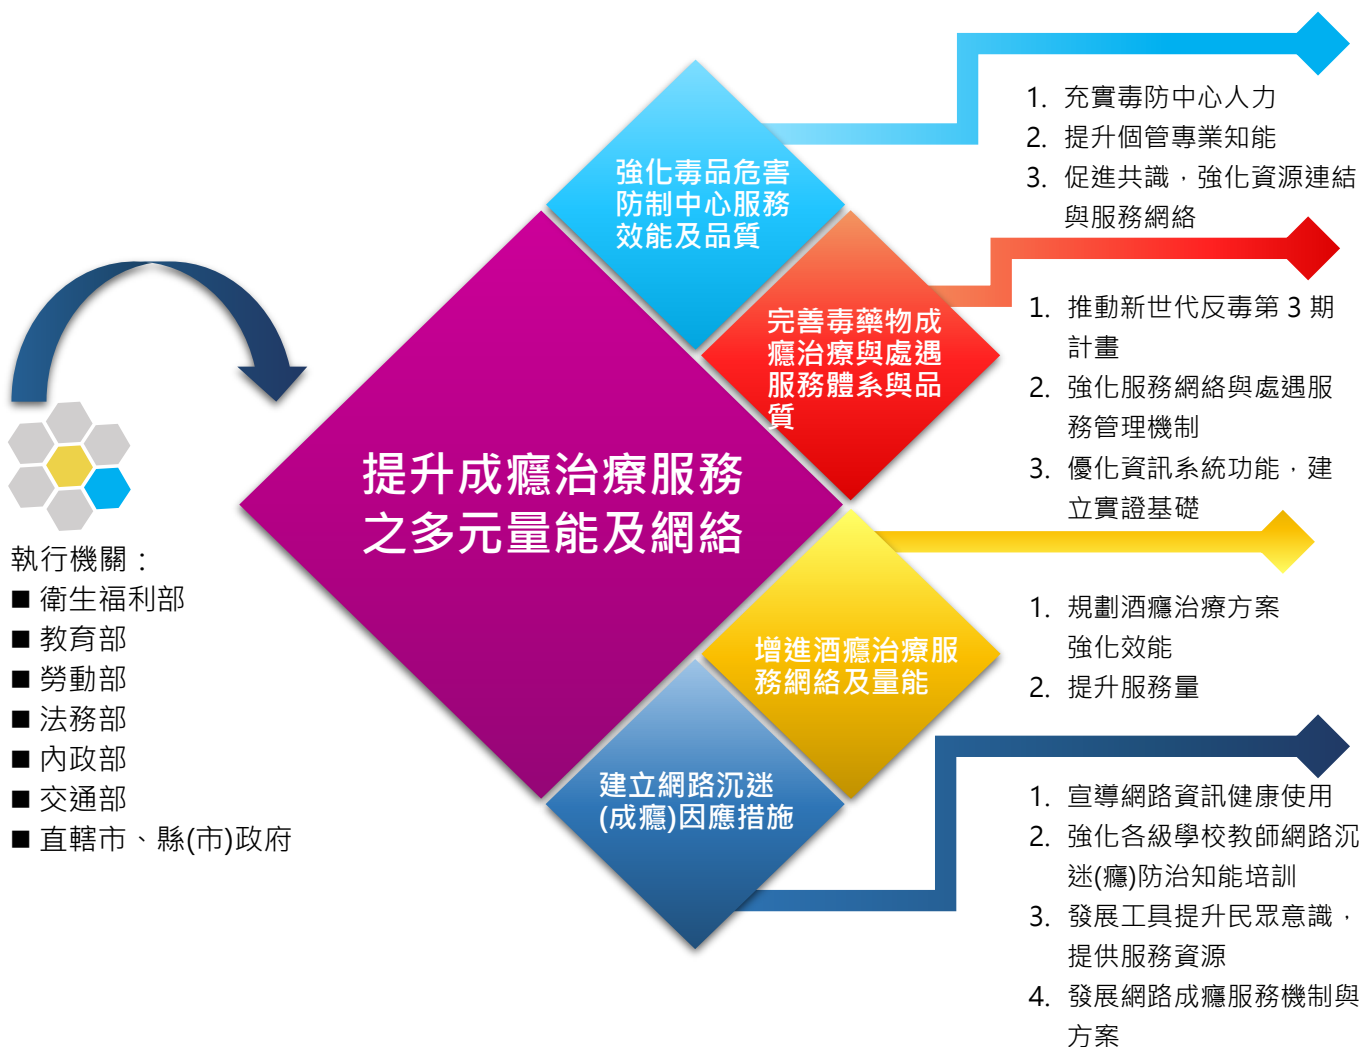 執行機關：
■ 衛生福利部
■ 教育部
■ 勞動部
■ 法務部
■ 內政部
■ 交通部
■ 直轄市、縣(市)政府
提升成癮治療服務
之多元量能及網絡
強化毒品危害
防制中心服務
效能及品質
1. 充實毒防中心人力
2. 提升個管專業知能
3. 促進共識，強化資源連結
與服務網絡
完善毒藥物成
癮治療與處遇
服務體系與品
質
1. 推動新世代反毒第 3 期
計畫
2. 強化服務網絡與處遇服
務管理機制
3. 優化資訊系統功能，建
立實證基礎
增進酒癮治療服
務網絡及量能
1. 規劃酒癮治療方案
強化效能
2. 提升服務量
建立網路沉迷
(成癮)因應措施
1. 宣導網路資訊健康使用
2. 強化各級學校教師網路沉
迷(癮)防治知能培訓
3. 發展工具提升民眾意識，
提供服務資源
4. 發展網路成癮服務機制與
方案